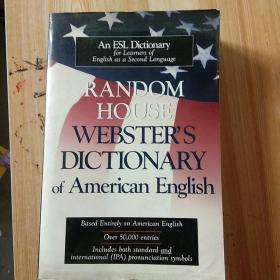 An ESL Dictionary
for Learners of
English as a Second Language
RANDOM
HOUSE
WEBSTER'S
DICTIONARY
of American English
Based Entirely on American English
Over 50,000 entries
Includes both standard and
international (IPA) pronunciation symbols